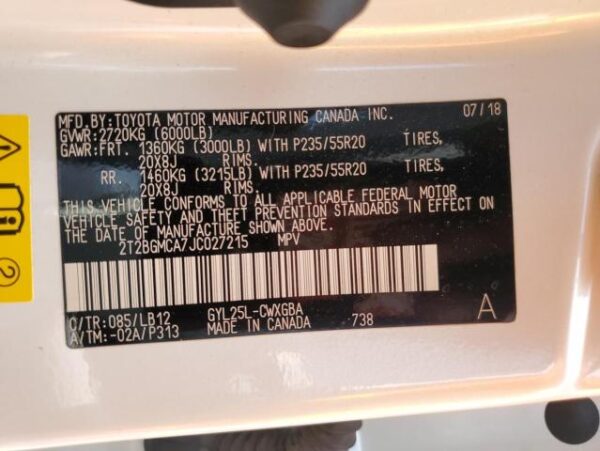 MFD.BY:TOYOTA MOTOR MANUFACTURING CANADA INC. 07/18
GVWR:2720KG (6000LB)
GAWR:FRT. 1360KG (3000LB) WITH P235/55R20 TIRES,
20X8J RIMS.
RR. 1460KG (3215LB) WITH P235/55R20 TIRES,
20X8J RIMS.
THIS VEHICLE CONFORMS TO ALL APPLICABLE FEDERAL MOTOR
VEHICLE SAFETY AND THEFT PREVENTION STANDARDS IN EFFECT ON
THE DATE OF MANUFACTURE SHOWN ABOVE.
2T2BGMCA7JC027215 MPV
C/TR:085/LB12 GYL25L-CWXGBA A
A/TM:-02A/P313 MADE IN CANADA 738
2